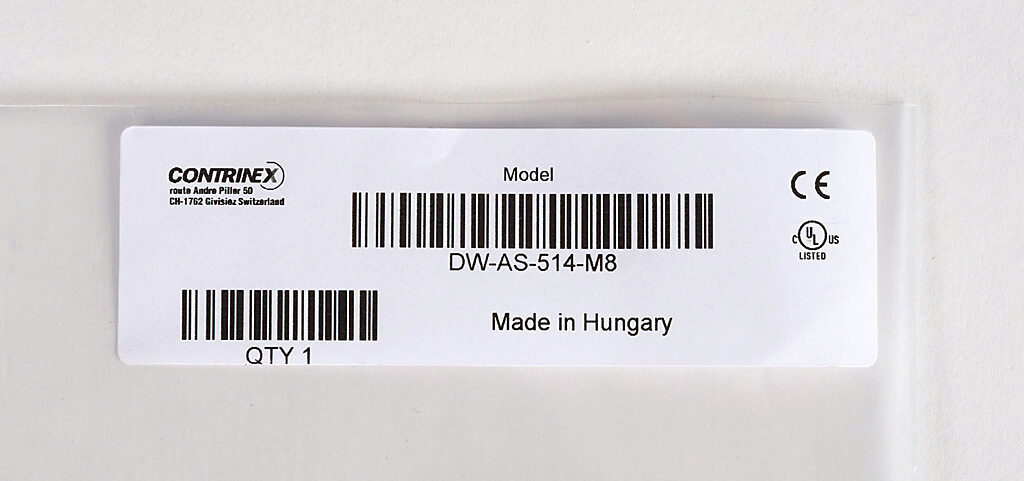 CONTRINEX
route Andre Piller 50
CH-1762 Givisiez Switzerland
Model
DW-AS-514-M8
QTY 1
Made in Hungary
CE
C UL US
LISTED